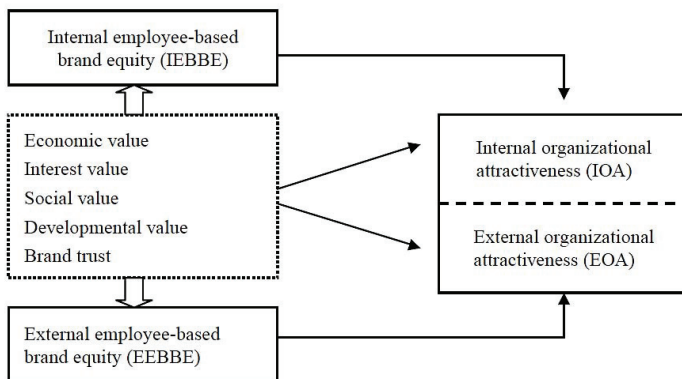 Internal employee-based
brand equity (IEBBE)
Economic value
Interest value
Social value
Developmental value
Brand trust
Internal organizational
attractiveness (IOA)
External organizational
attractiveness (EOA)
External employee-based
brand equity (EEBBE)